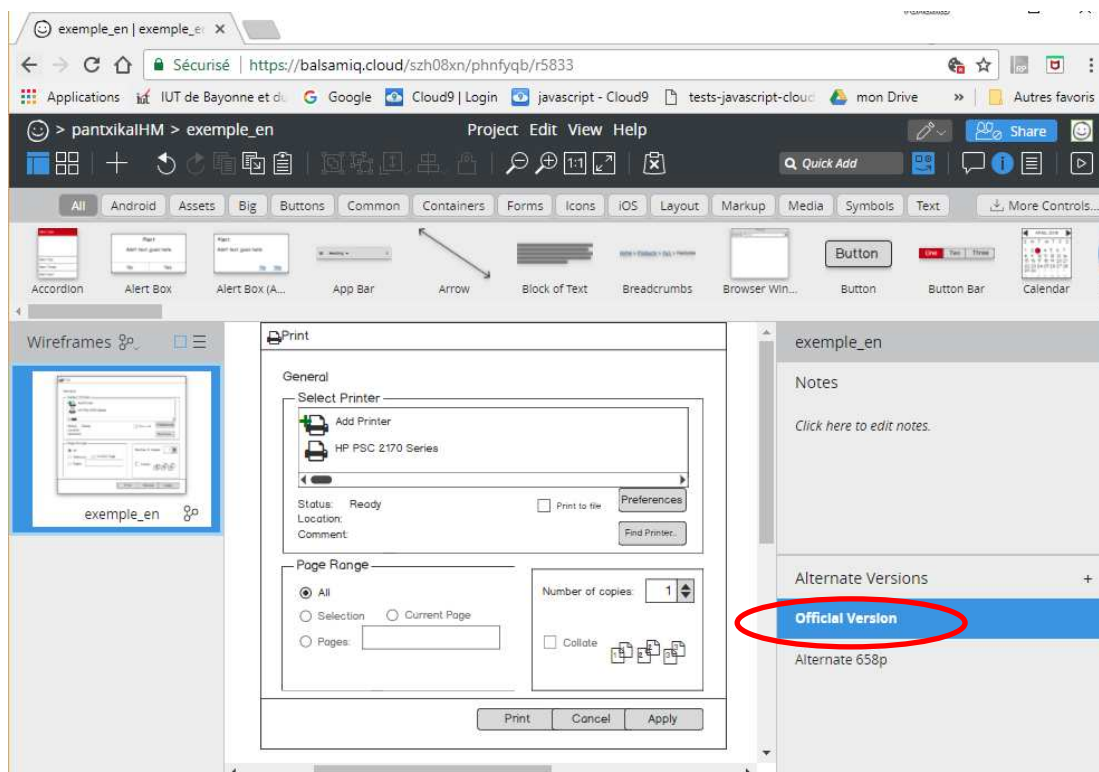 exemple_en | exemple_e
Sécurisé | https://balsamiq.cloud/szh08xn/phnfyqb/r5833
Applications iut IUT de Bayonne et d G Google Cloud9 | Login javascript - Cloud9 tests-javascript-cloud mon Drive » Autres favoris
> pantxikaIHM > exemple_en Project Edit View Help Share
1:1 Quick Add
All Android Assets Big Buttons Common Containers Forms Icons iOS Layout Markup Media Symbols Text More Controls...
Button One Two Three
Accordion Alert Box Alert Box (A... App Bar Arrow Block of Text Breadcrumbs Browser Win... Button Button Bar Calendar
Wireframes
exemple_en
Print
General
Select Printer
Add Printer
HP PSC 2170 Series
Status: Ready
Location:
Comment:
Print to file
Preferences
Find Printer..
Page Range
All
Selection Current Page
Pages:
Number of copies: 1
Collate
Print Cancel Apply
exemple_en
Notes
Click here to edit notes.
Alternate Versions +
Official Version
Alternate 658p